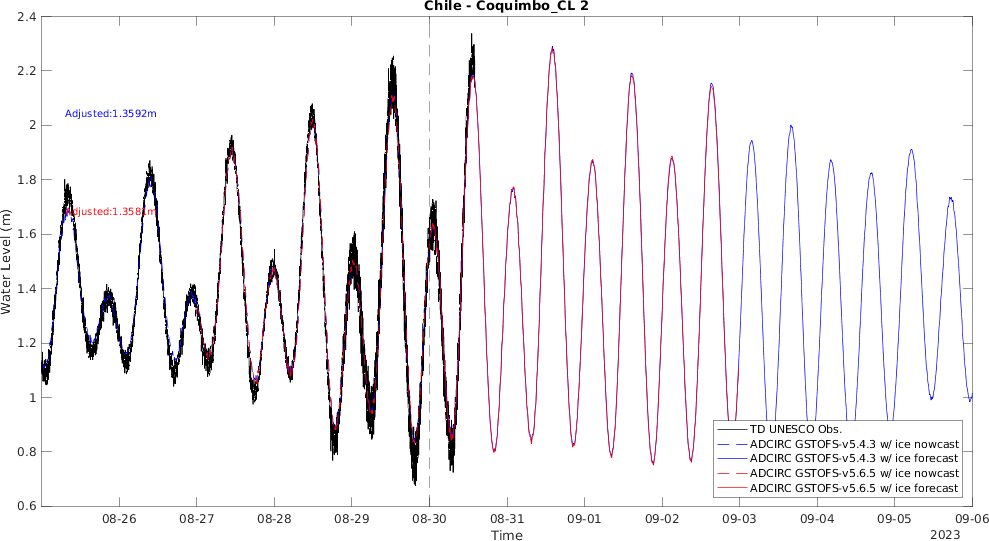 Chile - Coquimbo_CL 2
2.4
2.2
2
1.8
1.6
1.4
1.2
1
0.8
0.6
Water Level (m)
Adjusted:1.3592m
Adjusted:1.3581m
TD UNESCO Obs.
ADCIRC GSTOFS-v5.4.3 w/ ice nowcast
ADCIRC GSTOFS-v5.4.3 w/ ice forecast
ADCIRC GSTOFS-v5.6.5 w/ ice nowcast
ADCIRC GSTOFS-v5.6.5 w/ ice forecast
08-26 08-27 08-28 08-29 08-30 08-31 09-01 09-02 09-03 09-04 09-05 09-06
Time
2023